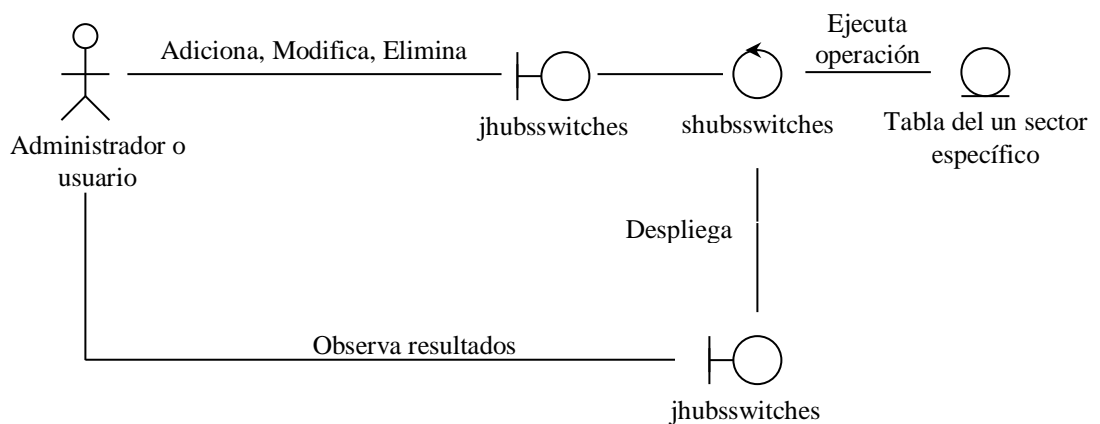 Ejecuta
operación
Adiciona, Modifica, Elimina
jhubsswitches
shubsswitches
Tabla del un sector
específico
Administrador o
usuario
Despliega
Observa resultados
jhubsswitches